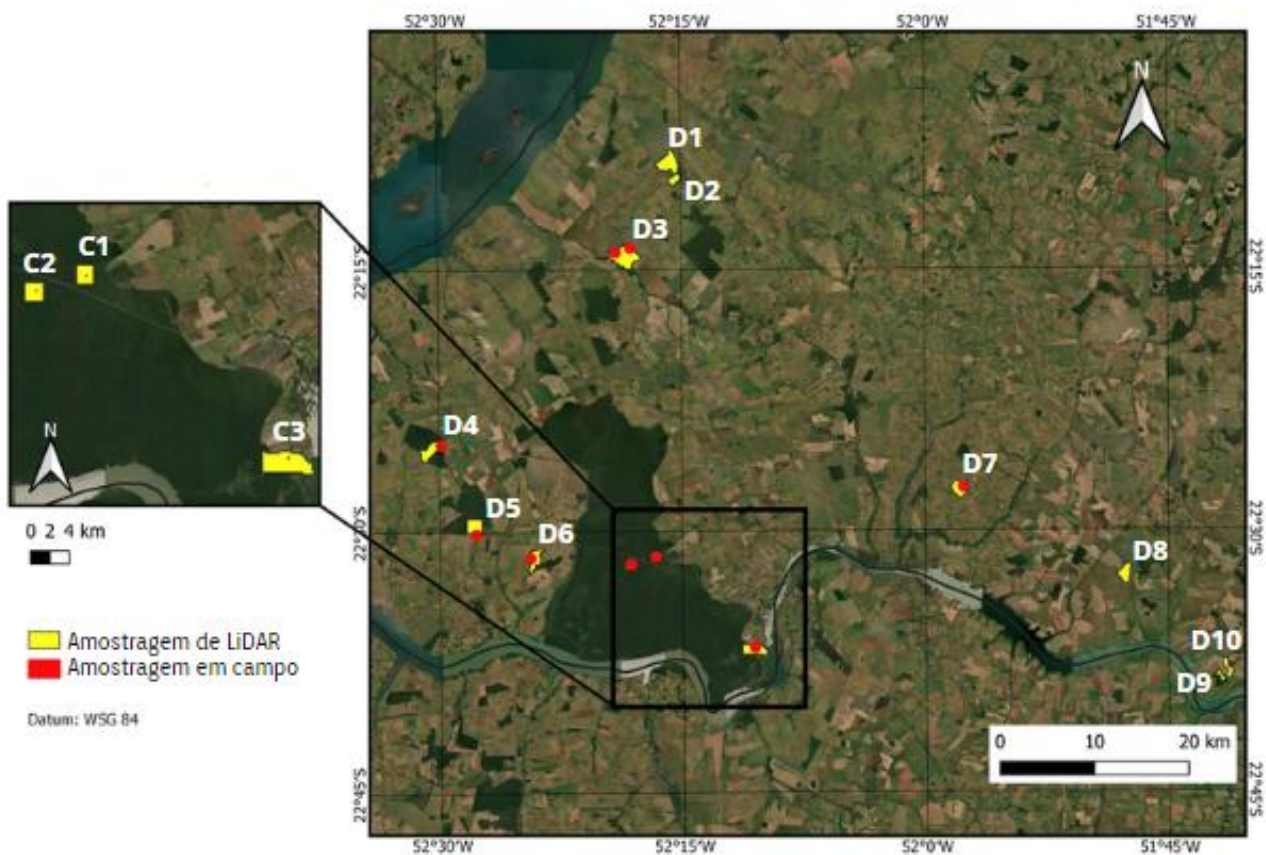 52°30'W 52°15'W 52°0'W 51°45'W
N
D1
D2
D3
22°15'S 22°15'S
C1
C2
C3
N
D4
D5
D6
D7
D8
D10
D9
22°30'S 22°30'S
0 2 4 km
Amostragem de LiDAR
Amostragem em campo
Datum: WSG 84
0 10 20 km
22°45'S 22°45'S
52°30'W 52°15'W 52°0'W 51°45'W